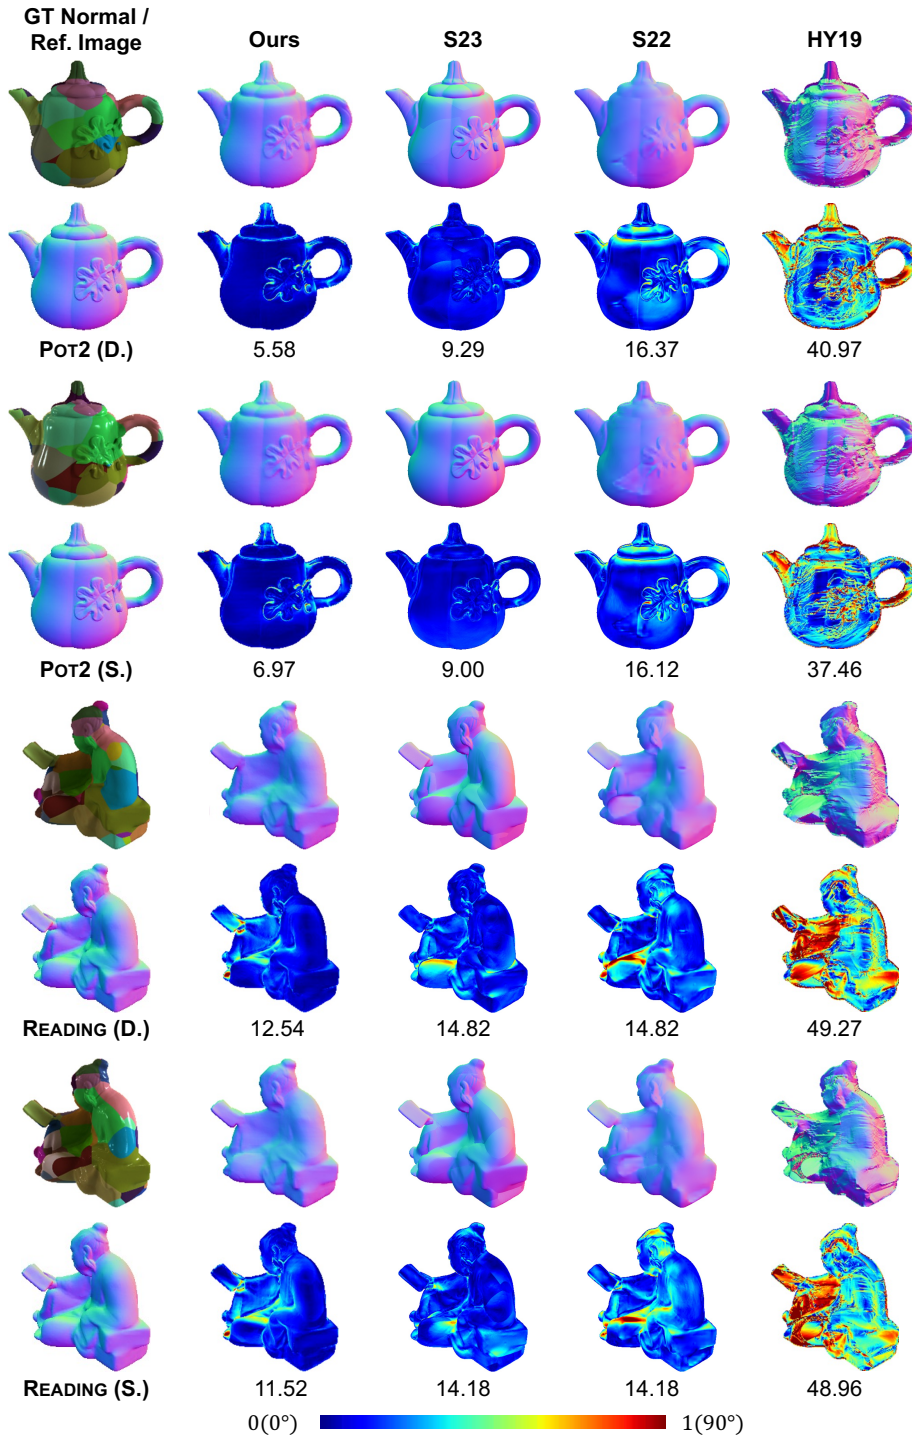 GT Normal /
Ref. Image
Ours
S23
S22
HY19
POT2 (D.)
5.58
9.29
16.37
40.97
POT2 (S.)
6.97
9.00
16.12
37.46
READING (D.)
12.54
14.82
14.82
49.27
READING (S.)
11.52
14.18
14.18
48.96
0(0°)
1(90°)